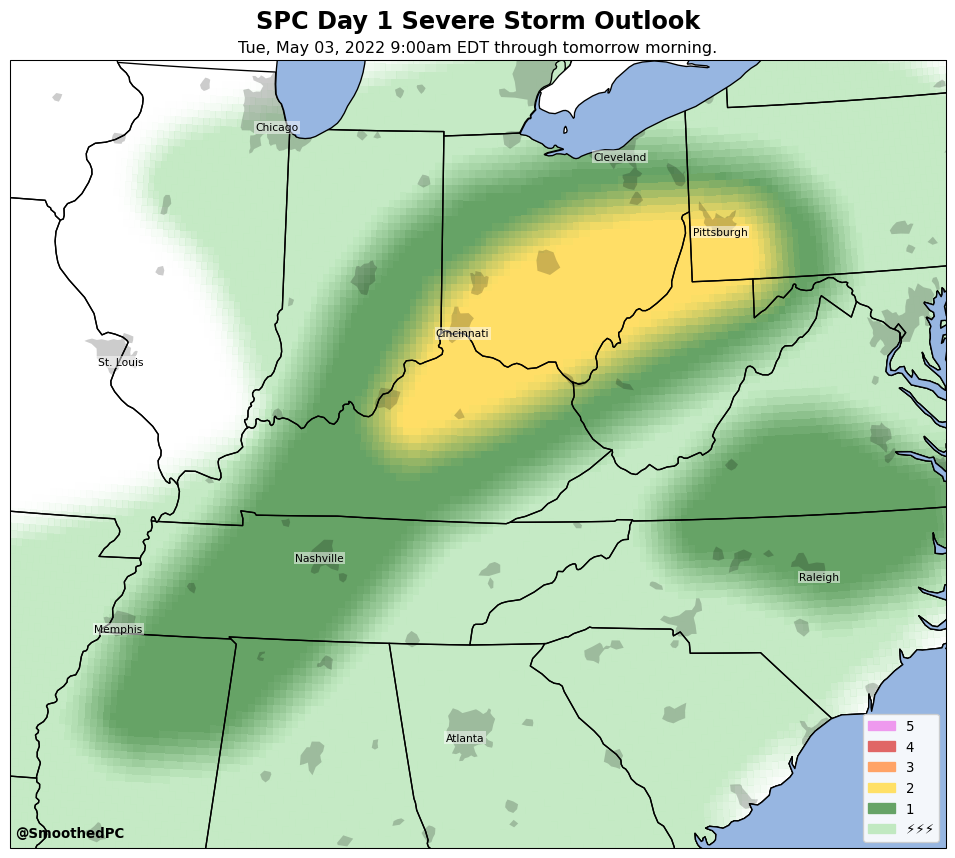 SPC Day 1 Severe Storm Outlook
Tue, May 03, 2022 9:00am EDT through tomorrow morning.
Chicago
Cleveland
Pittsburgh
Cincinnati
St. Louis
Nashville
Raleigh
Memphis
Atlanta
5
4
3
2
1
⚡⚡⚡
@SmoothedPC